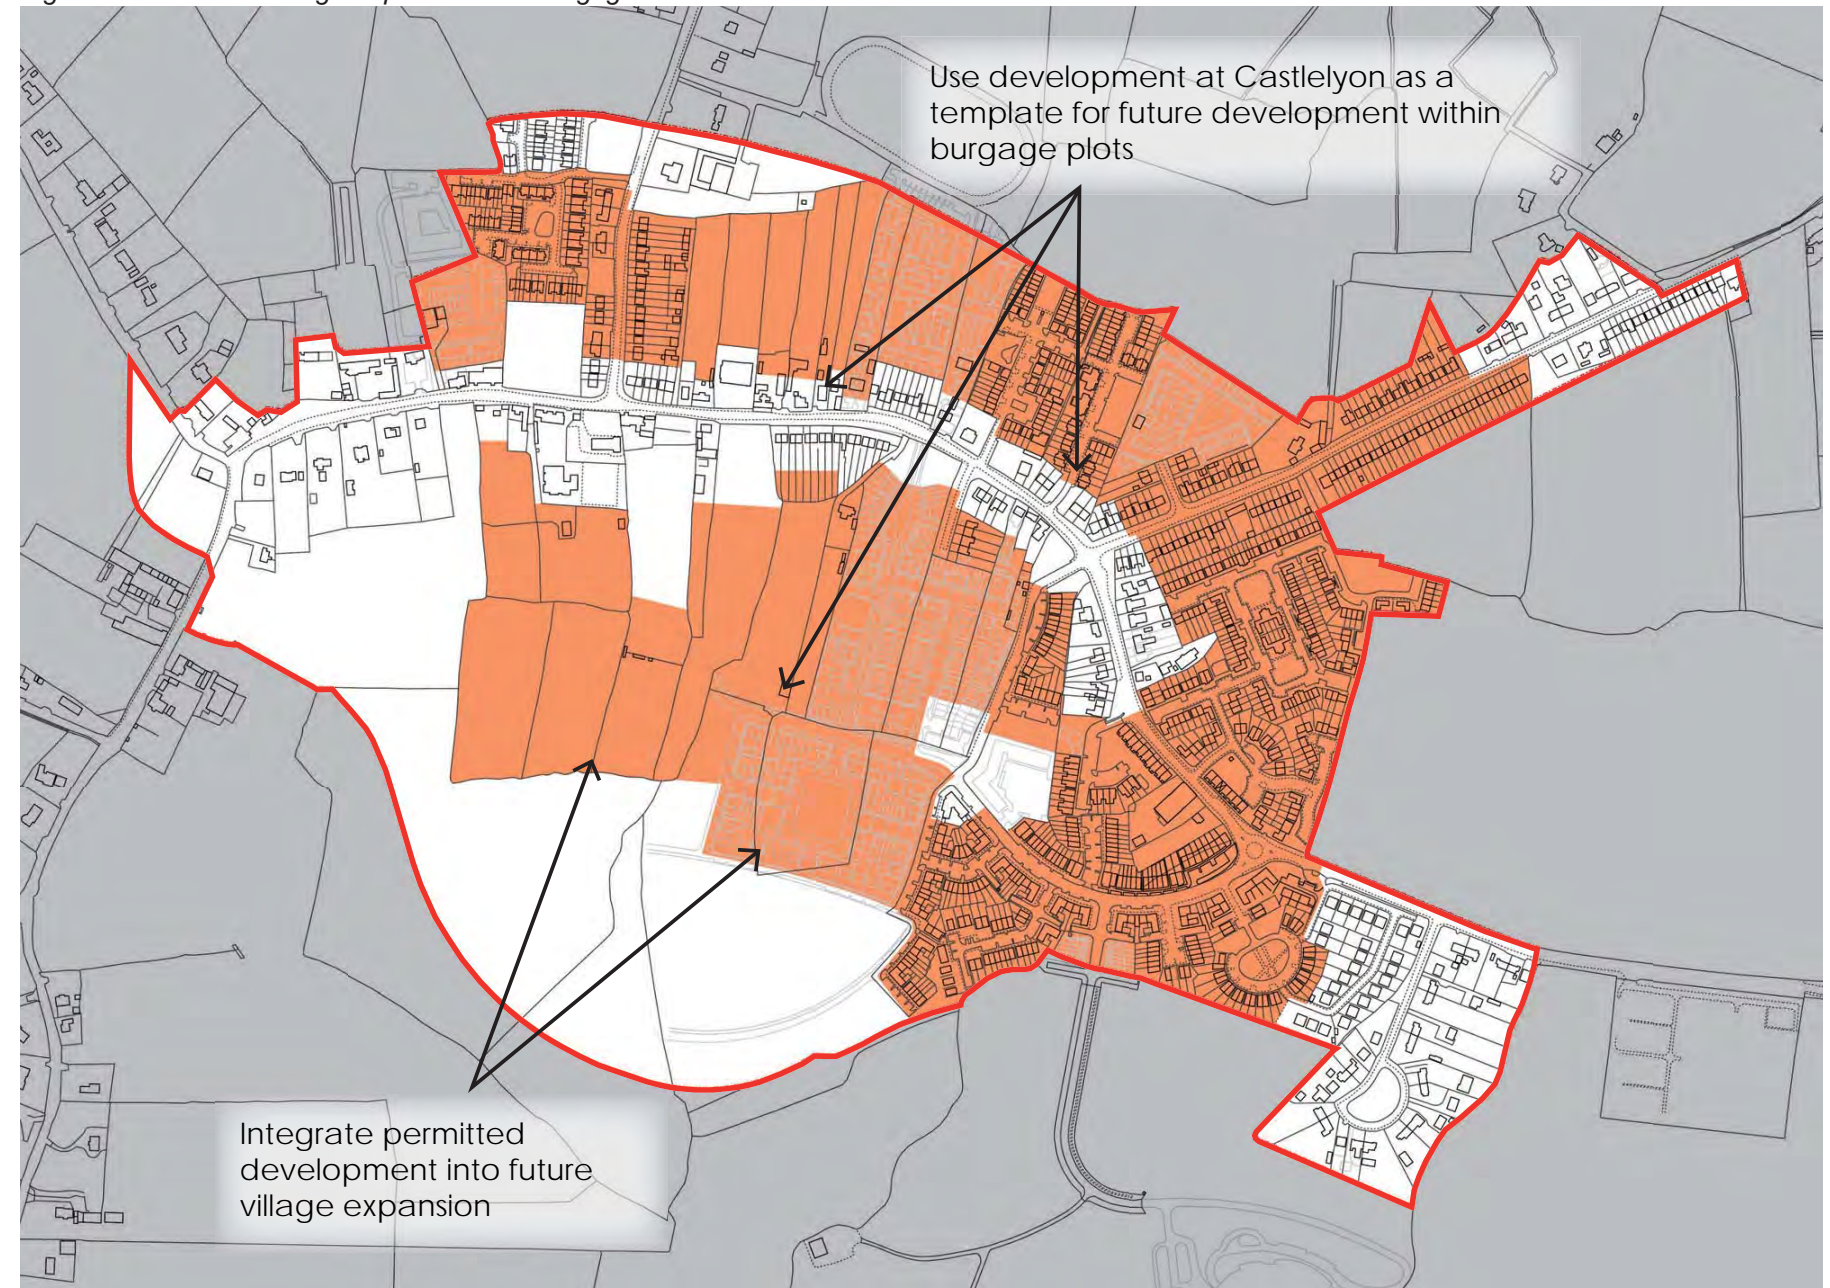 Use development at Castlelyon as a
template for future development within
burgage plots
Integrate permitted
development into future
village expansion